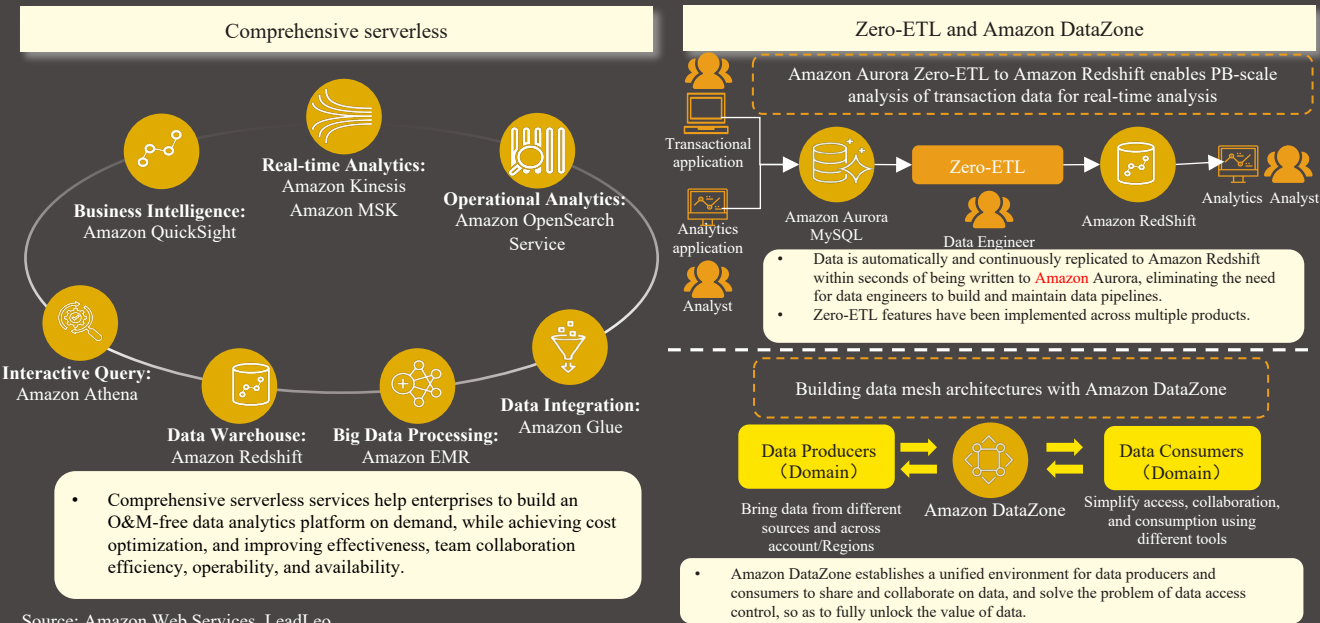 Comprehensive serverless
Real-time Analytics:
Amazon Kinesis
Amazon MSK
Business Intelligence:
Amazon QuickSight
Operational Analytics:
Amazon OpenSearch
Service
Interactive Query:
Amazon Athena
Data Warehouse:
Amazon Redshift
Big Data Processing:
Amazon EMR
Data Integration:
Amazon Glue
• Comprehensive serverless services help enterprises to build an
O&M-free data analytics platform on demand, while achieving cost
optimization, and improving effectiveness, team collaboration
efficiency, operability, and availability.
Source: Amazon Web Services, LeadLeo
Zero-ETL and Amazon DataZone
Amazon Aurora Zero-ETL to Amazon Redshift enables PB-scale
analysis of transaction data for real-time analysis
Transactional
application
Analytics
application
Analyst
Amazon Aurora
MySQL
Zero-ETL
Data Engineer
Amazon RedShift
Analytics
Analyst
• Data is automatically and continuously replicated to Amazon Redshift
within seconds of being written to Amazon Aurora, eliminating the need
for data engineers to build and maintain data pipelines.
• Zero-ETL features have been implemented across multiple products.
Building data mesh architectures with Amazon DataZone
Data Producers
（Domain）
Bring data from different
sources and across
account/Regions
Amazon DataZone
Data Consumers
（Domain）
Simplify access, collaboration,
and consumption using
different tools
• Amazon DataZone establishes a unified environment for data producers and
consumers to share and collaborate on data, and solve the problem of data access
control, so as to fully unlock the value of data.